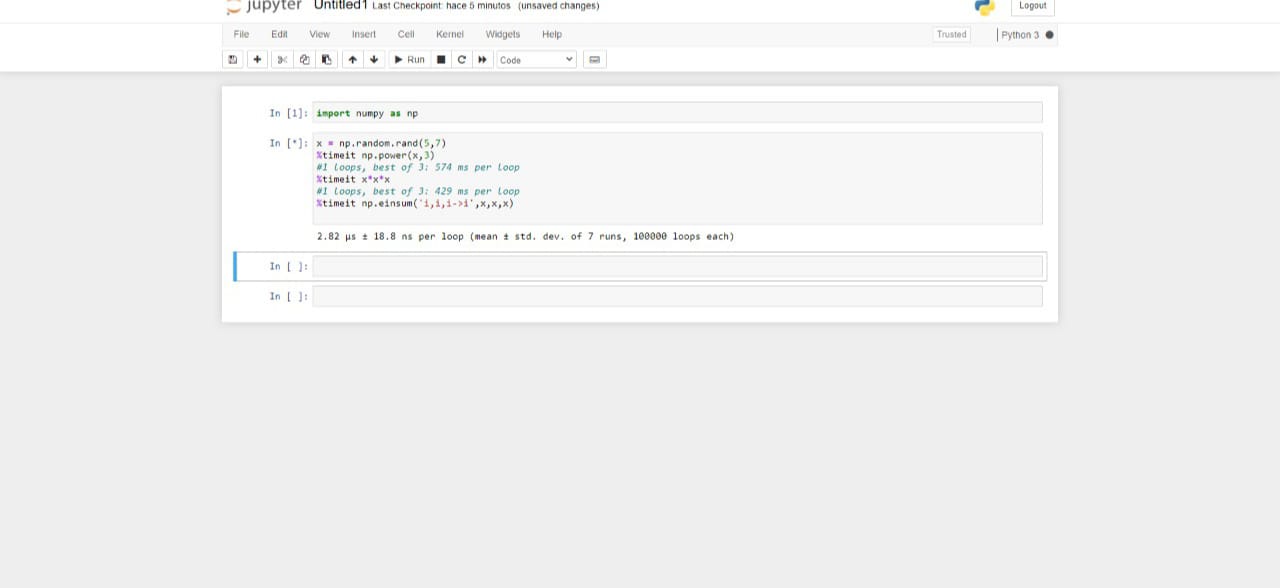 jupyter Untitled1 Last Checkpoint: hace 5 minutos (unsaved changes)
Logout
File Edit View Insert Cell Kernel Widgets Help
Trusted Python 3
Run Code
In [1]: import numpy as np
In [*]: x = np.random.rand(5,7)
%timeit np.power(x,3)
#1 loops, best of 3: 574 ms per loop
%timeit x*x*x
#1 loops, best of 3: 429 ms per loop
%timeit np.einsum('i,i,i->i',x,x,x)
2.82 µs ± 18.8 ns per loop (mean ± std. dev. of 7 runs, 100000 loops each)
In [ ]:
In [ ]: